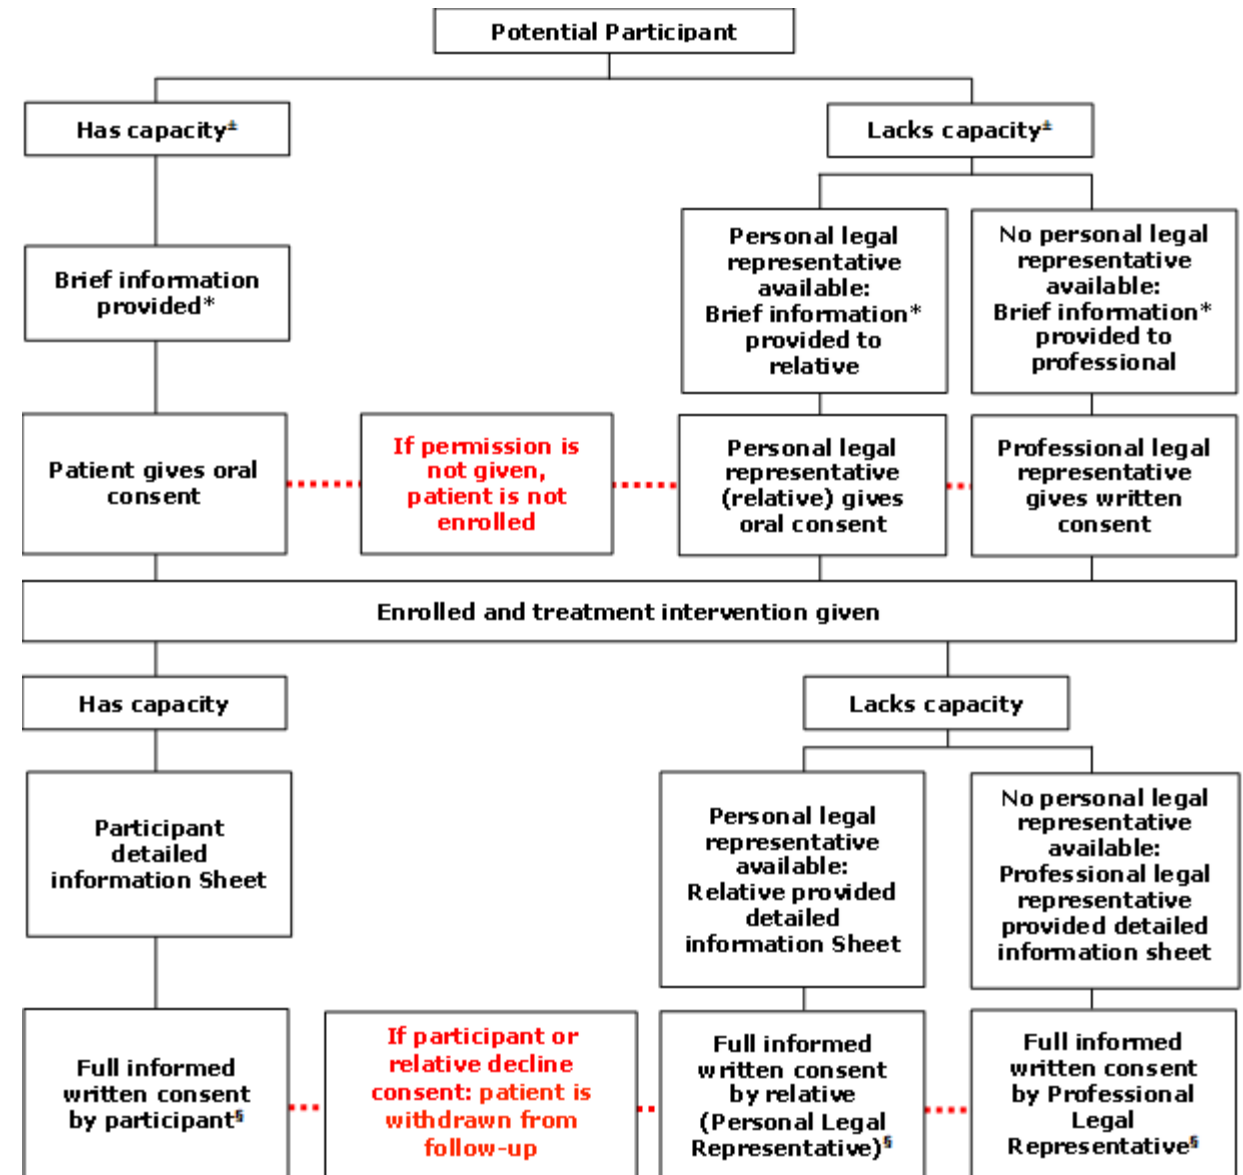 Potential Participant
Has capacity±
Lacks capacity±
Brief information
provided*
Personal legal
representative
available:
Brief information*
provided to
relative
No personal legal
representative
available:
Brief information*
provided to
professional
Patient gives oral
consent
If permission is
not given,
patient is not
enrolled
Personal legal
representative
(relative) gives
oral consent
Professional legal
representative
gives written
consent
Enrolled and treatment intervention given
Has capacity
Lacks capacity
Participant
detailed
information Sheet
Personal legal
representative
available:
Relative provided
detailed
information Sheet
No personal legal
representative
available:
Professional legal
representative
provided detailed
information sheet
Full informed
written consent
by participant§
If participant or
relative decline
consent: patient is
withdrawn from
follow-up
Full informed
written consent
by relative
(Personal Legal
Representative)§
Full informed
written consent
by Professional
Legal
Representative§